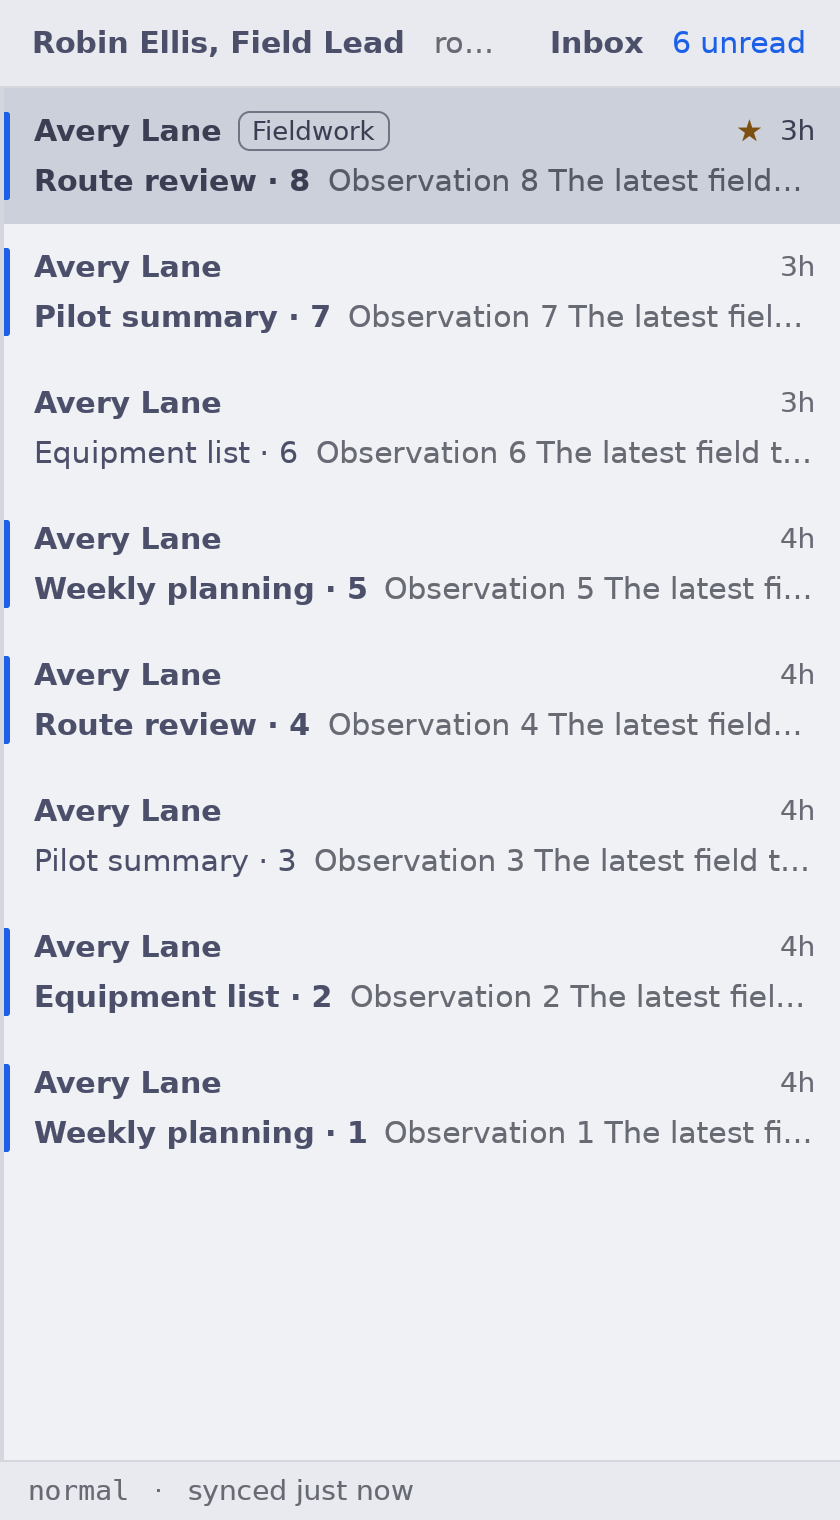 Robin Ellis, Field Lead ro… Inbox 6 unread
Avery Lane Fieldwork ★ 3h
Route review · 8 Observation 8 The latest field…
Avery Lane 3h
Pilot summary · 7 Observation 7 The latest fiel…
Avery Lane 3h
Equipment list · 6 Observation 6 The latest field t…
Avery Lane 4h
Weekly planning · 5 Observation 5 The latest fi…
Avery Lane 4h
Route review · 4 Observation 4 The latest field…
Avery Lane 4h
Pilot summary · 3 Observation 3 The latest field t…
Avery Lane 4h
Equipment list · 2 Observation 2 The latest fiel…
Avery Lane 4h
Weekly planning · 1 Observation 1 The latest fi…
normal · synced just now